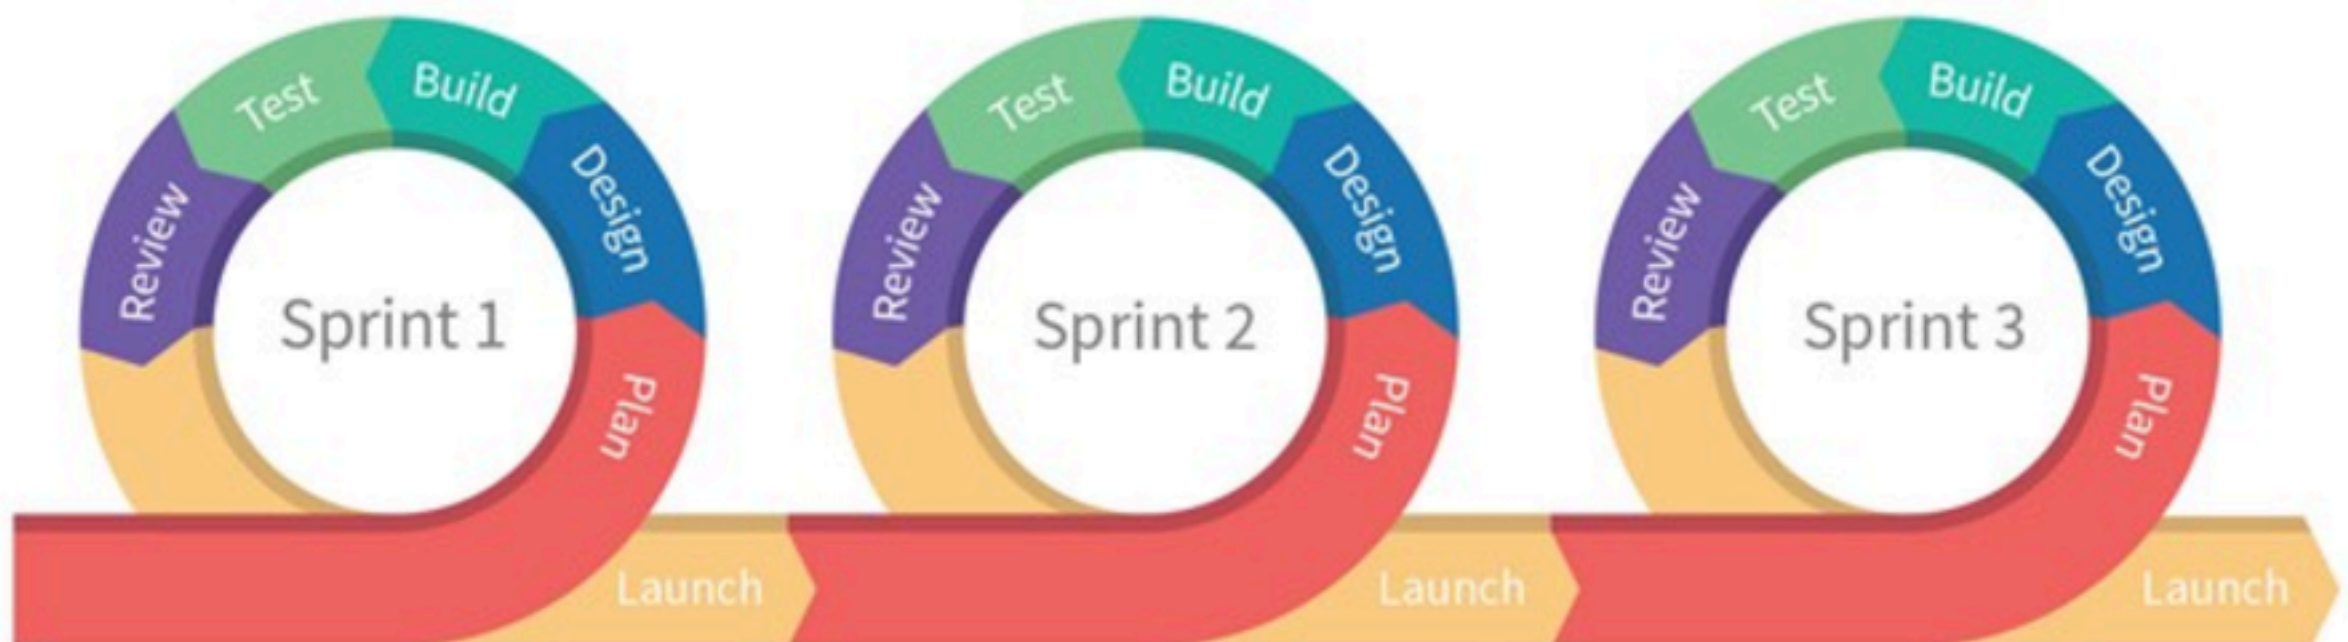 Sprint 1
Plan
Design
Build
Test
Review
Launch
Sprint 2
Plan
Design
Build
Test
Review
Launch
Sprint 3
Plan
Design
Build
Test
Review
Launch